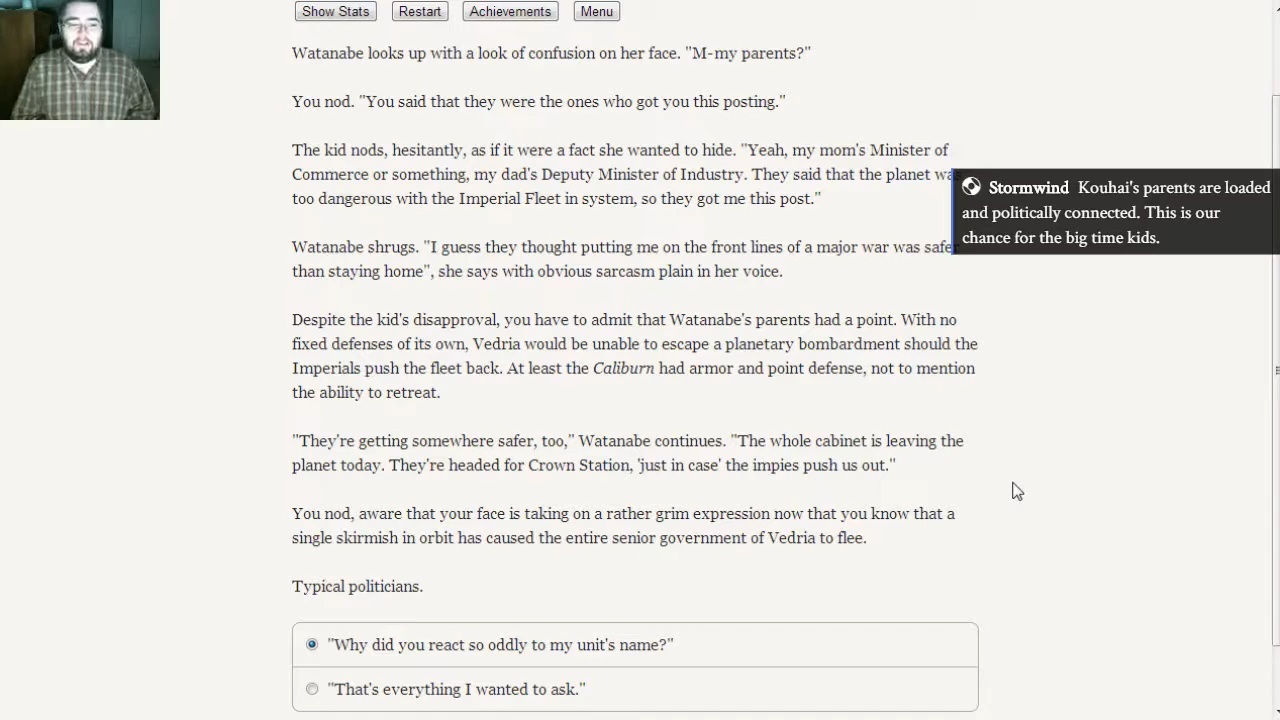 Show Stats Restart Achievements Menu
Watanabe looks up with a look of confusion on her face. "M-my parents?"
You nod. "You said that they were the ones who got you this posting."
The kid nods, hesitantly, as if it were a fact she wanted to hide. "Yeah, my mom's Minister of
Commerce or something, my dad's Deputy Minister of Industry. They said that the planet was
too dangerous with the Imperial Fleet in system, so they got me this post."
Stormwind Kouhai's parents are loaded
and politically connected. This is our
chance for the big time kids.
Watanabe shrugs. "I guess they thought putting me on the front lines of a major war was safer
than staying home", she says with obvious sarcasm plain in her voice.
Despite the kid's disapproval, you have to admit that Watanabe's parents had a point. With no
fixed defenses of its own, Vedria would be unable to escape a planetary bombardment should the
Imperials push the fleet back. At least the Caliburn had armor and point defense, not to mention
the ability to retreat.
"They're getting somewhere safer, too," Watanabe continues. "The whole cabinet is leaving the
planet today. They're headed for Crown Station, 'just in case' the impies push us out."
You nod, aware that your face is taking on a rather grim expression now that you know that a
single skirmish in orbit has caused the entire senior government of Vedria to flee.
Typical politicians.
"Why did you react so oddly to my unit's name?"
"That's everything I wanted to ask."